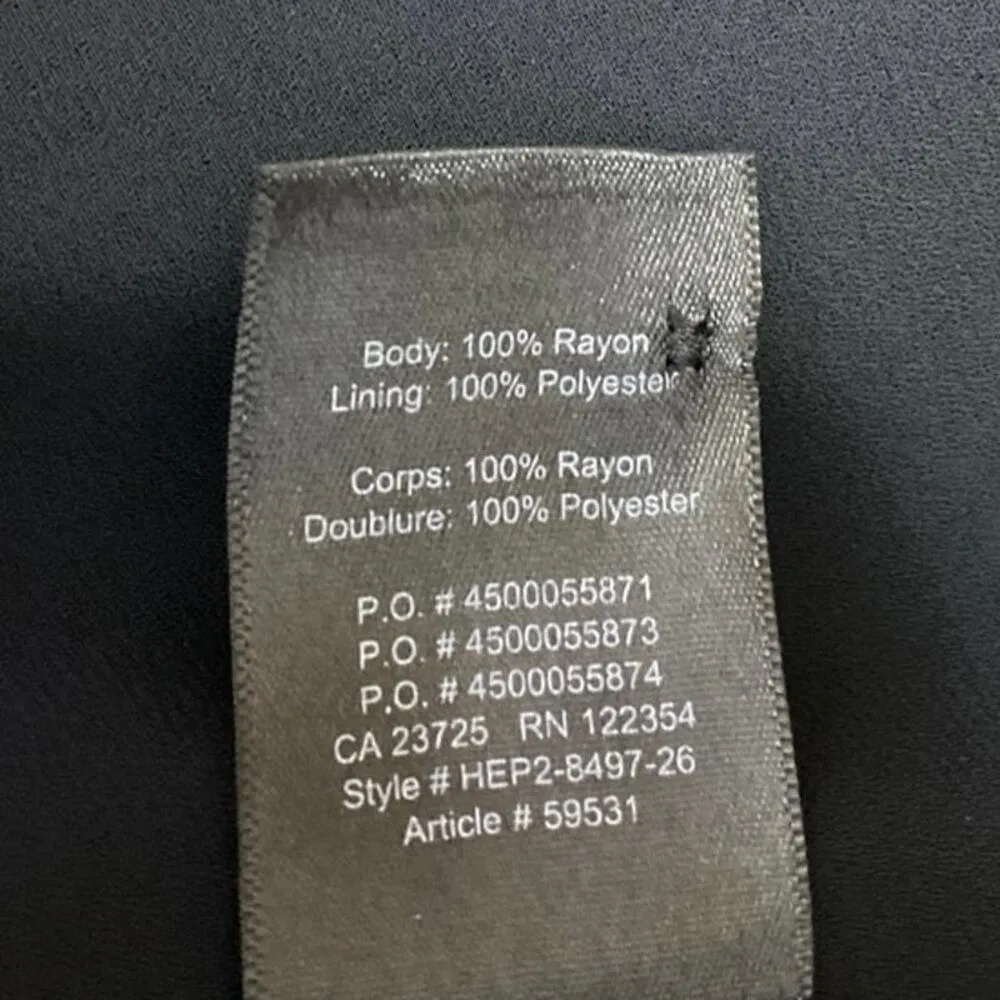 Body: 100% Rayon
Lining: 100% Polyester
Corps: 100% Rayon
Doublure: 100% Polyester
P.O. # 4500055871
P.O. # 4500055873
P.O. # 4500055874
CA 23725 RN 122354
Style # HEP2-8497-26
Article # 59531